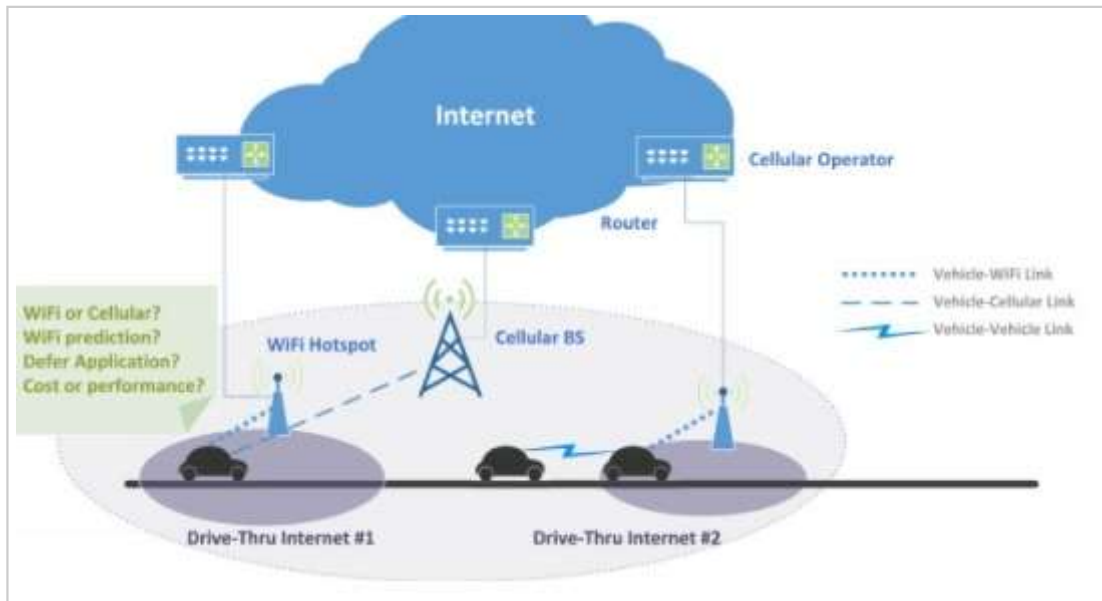 Internet
Cellular Operator
Router
Vehicle-WiFi Link
Vehicle-Cellular Link
Vehicle-Vehicle Link
WiFi or Cellular?
WiFi prediction?
Defer Application?
Cost or performance?
WiFi Hotspot
Cellular BS
Drive-Thru Internet #1
Drive-Thru Internet #2